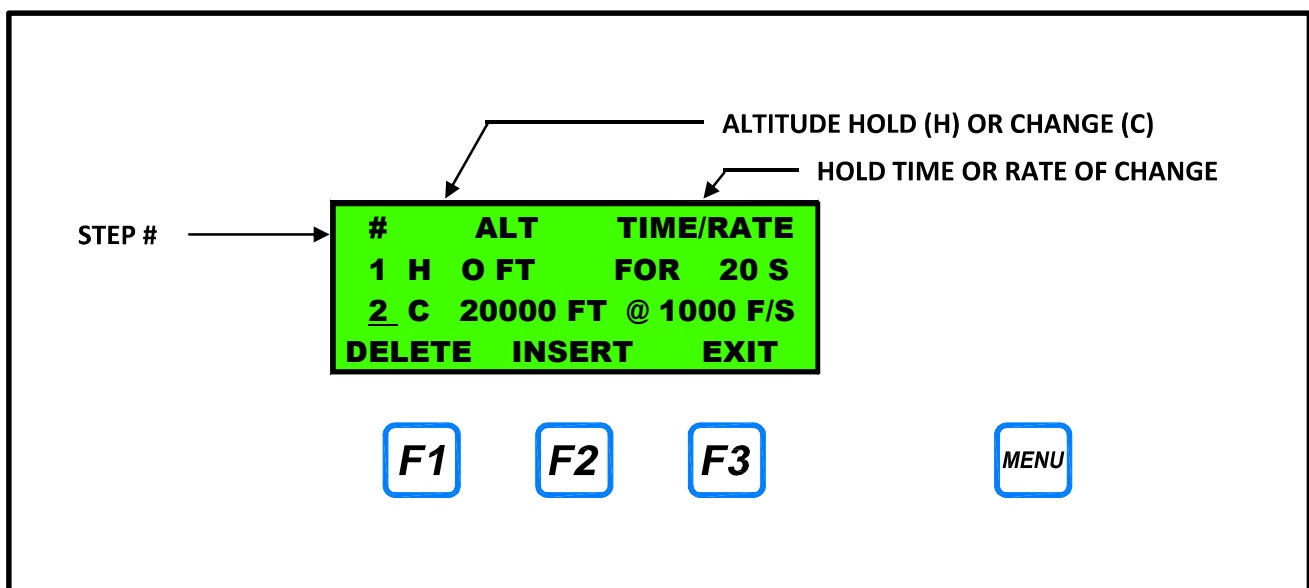 ALTITUDE HOLD (H) OR CHANGE (C)
HOLD TIME OR RATE OF CHANGE
STEP #
# ALT TIME/RATE
1 H O FT FOR 20 S
2 C 20000 FT @ 1000 F/S
DELETE INSERT EXIT
F1 F2 F3 MENU